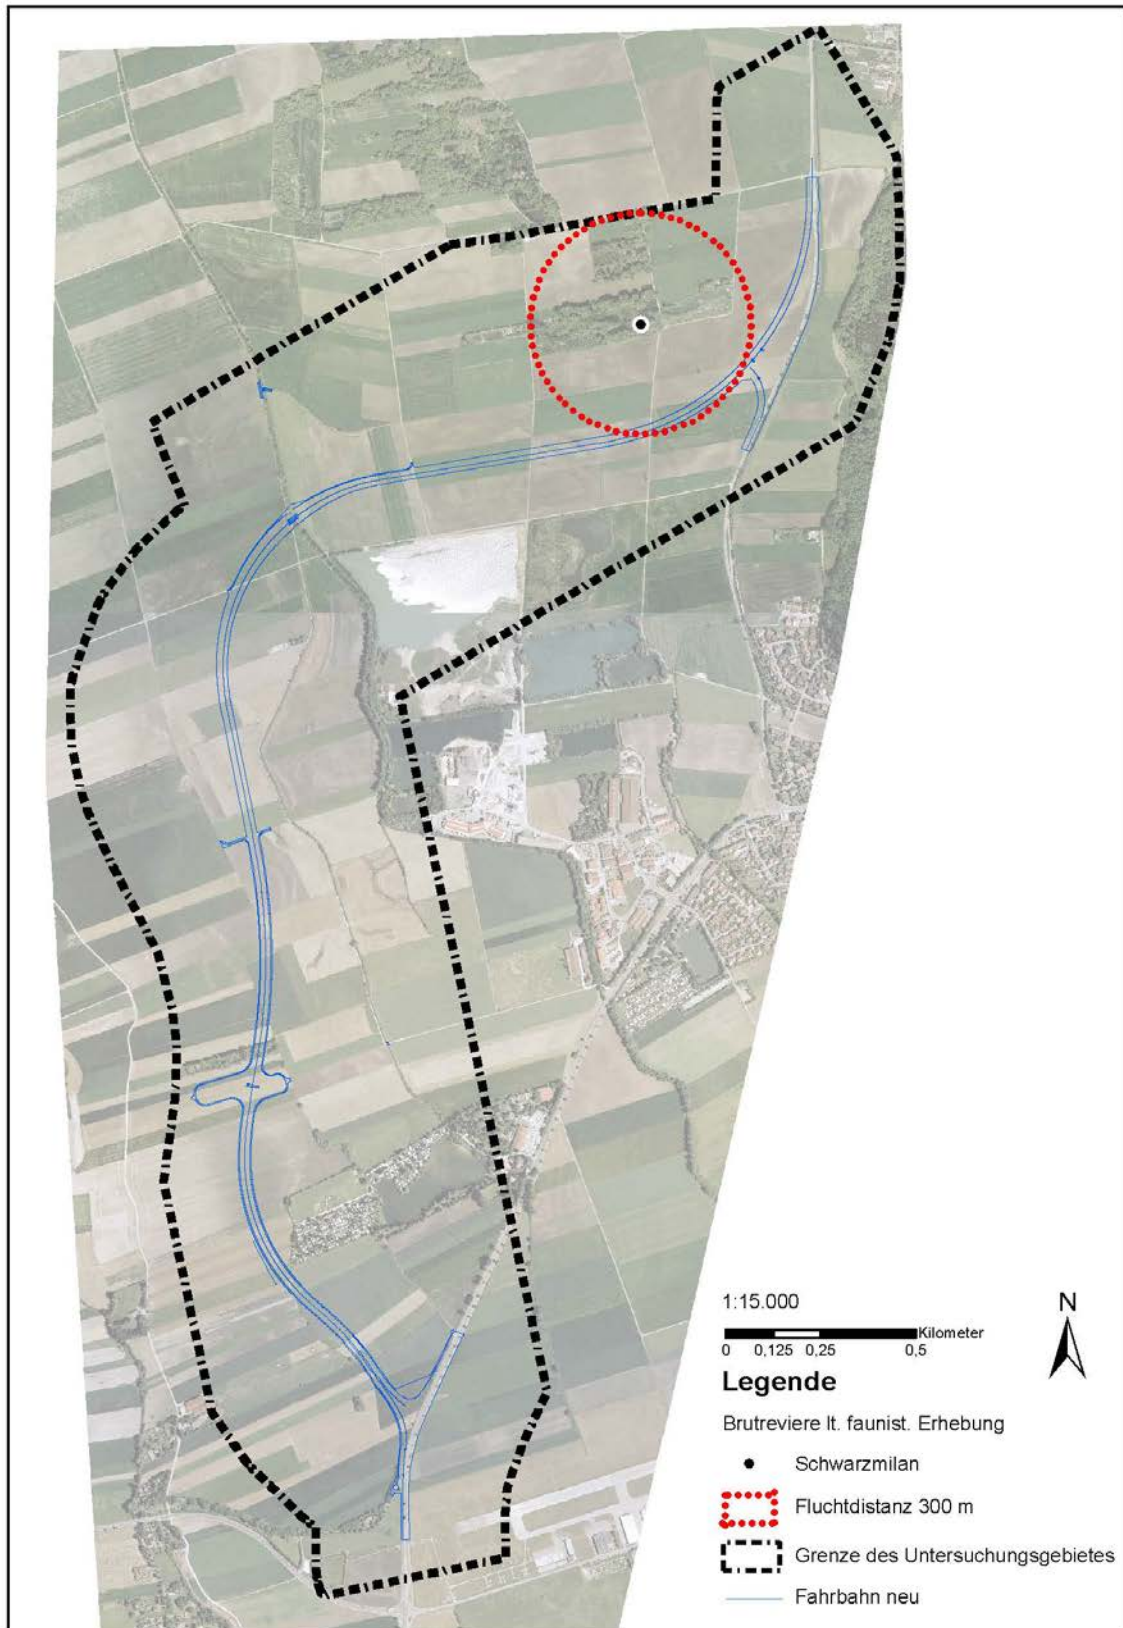 1:15.000
N
Kilometer
0 0,125 0,25 0,5
Legende
Brutreviere lt. faunist. Erhebung
Schwarzmilan
Fluchtdistanz 300 m
Grenze des Untersuchungsgebietes
Fahrbahn neu